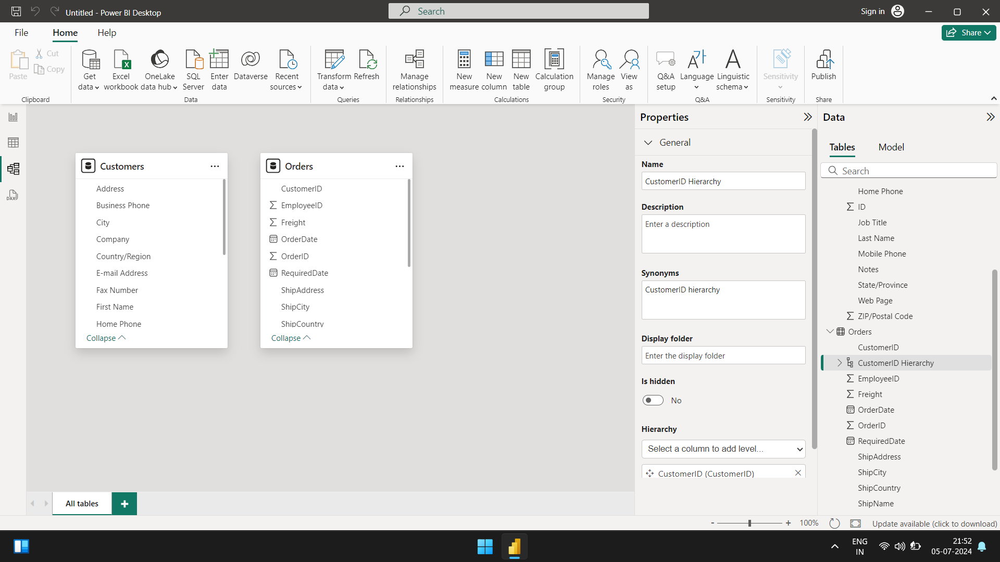 Untitled - Power BI Desktop
Search
Sign in
File
Home
Help
Share
Paste
Cut
Copy
Clipboard
Get data
Excel workbook
OneLake data hub
SQL Server
Enter data
Dataverse
Recent sources
Data
Transform data
Refresh
Queries
Manage relationships
Relationships
New measure
New column
New table
Calculation group
Calculations
Manage roles
View as
Security
Q&A setup
Language
Linguistic schema
Q&A
Sensitivity
Sensitivity
Publish
Share
DAX
Customers
Address
Business Phone
City
Company
Country/Region
E-mail Address
Fax Number
First Name
Home Phone
Collapse
Orders
CustomerID
EmployeeID
Freight
OrderDate
OrderID
RequiredDate
ShipAddress
ShipCity
ShipCountry
Collapse
Properties
General
Name
CustomerID Hierarchy
Description
Enter a description
Synonyms
CustomerID hierarchy
Display folder
Enter the display folder
Is hidden
No
Hierarchy
Select a column to add level...
CustomerID (CustomerID)
Data
Tables
Model
Search
Home Phone
ID
Job Title
Last Name
Mobile Phone
Notes
State/Province
Web Page
ZIP/Postal Code
Orders
CustomerID
CustomerID Hierarchy
EmployeeID
Freight
OrderDate
OrderID
RequiredDate
ShipAddress
ShipCity
ShipCountry
ShipName
All tables
- + 100%
Update available (click to download)
ENG
IN
21:52
05-07-2024